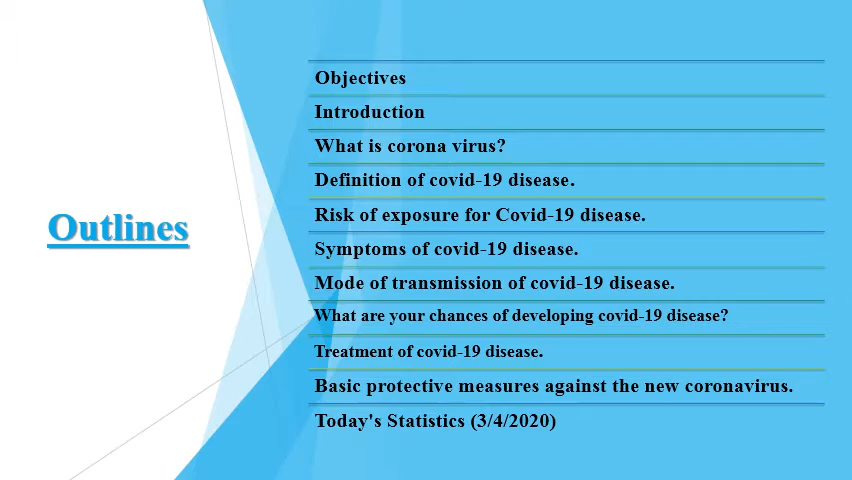 Outlines
Objectives
Introduction
What is corona virus?
Definition of covid-19 disease.
Risk of exposure for Covid-19 disease.
Symptoms of covid-19 disease.
Mode of transmission of covid-19 disease.
What are your chances of developing covid-19 disease?
Treatment of covid-19 disease.
Basic protective measures against the new coronavirus.
Today's Statistics (3/4/2020)